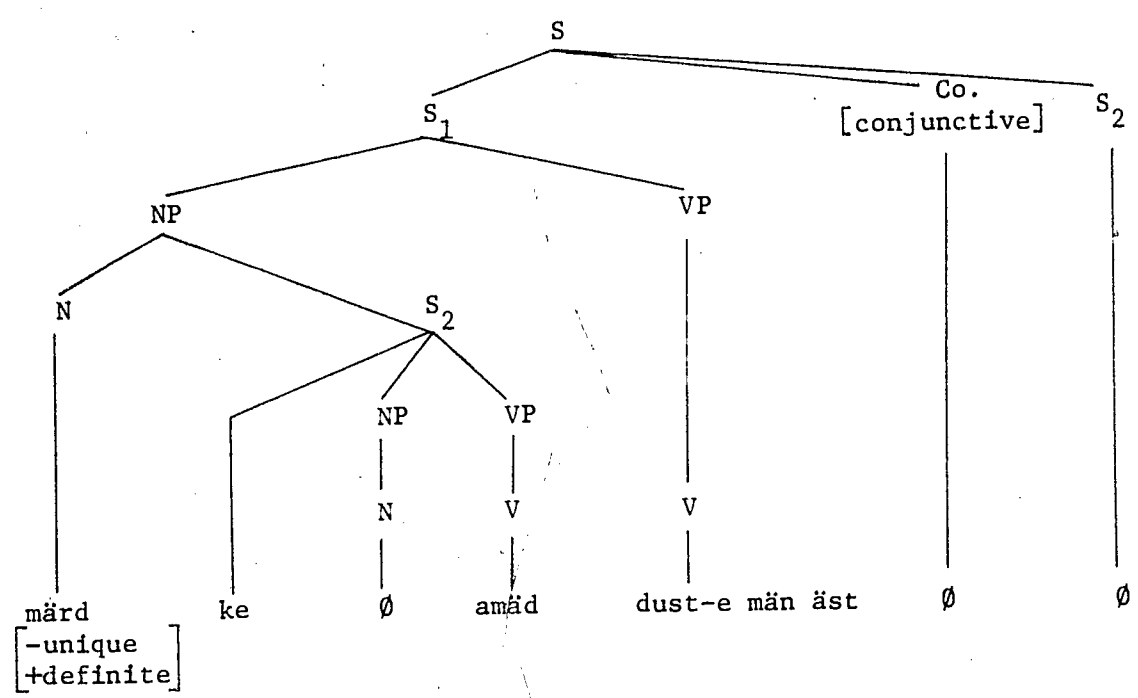 S
Co.
S₁ [conjunctive] S₂
NP VP
N S₂
NP VP
N V V
märd ke Ø amäd dust-e män äst Ø Ø
[-unique
+definite]